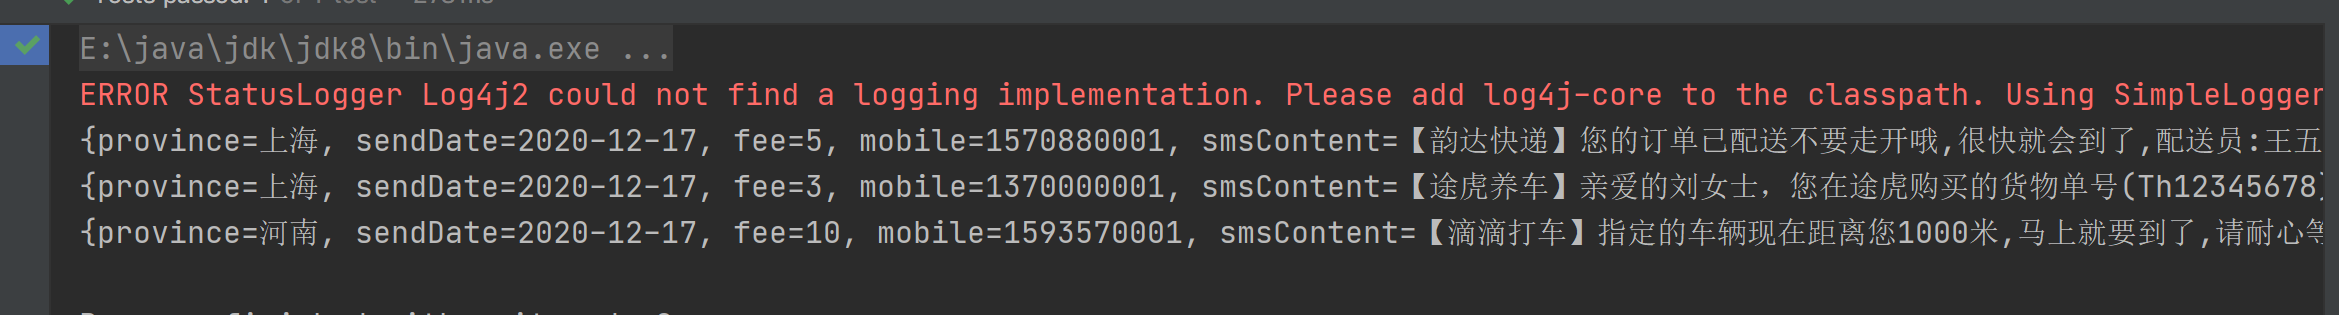 Tests passed: 1 of 1 test
E:\java\jdk\jdk8\bin\java.exe ...
ERROR StatusLogger Log4j2 could not find a logging implementation. Please add log4j-core to the classpath. Using SimpleLogger
{province=上海, sendDate=2020-12-17, fee=5, mobile=1570880001, smsContent=【韵达快递】您的订单已配送不要走开哦,很快就会到了,配送员:王五
{province=上海, sendDate=2020-12-17, fee=3, mobile=1370000001, smsContent=【途虎养车】亲爱的刘女士，您在途虎购买的货物单号(Th12345678)
{province=河南, sendDate=2020-12-17, fee=10, mobile=1593570001, smsContent=【滴滴打车】指定的车辆现在距离您1000米,马上就要到了,请耐心等